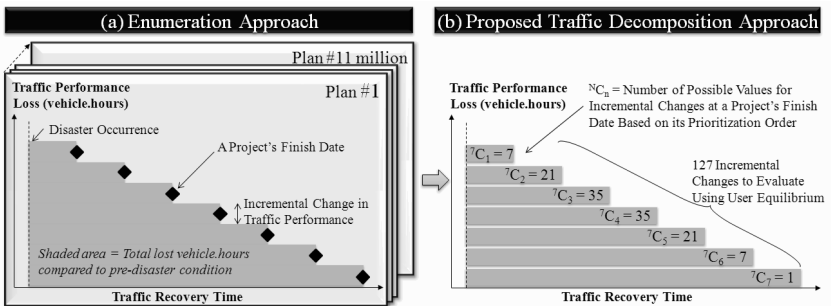 (a) Enumeration Approach
Plan #11 million
Plan #1
Traffic Performance
Loss (vehicle.hours)
Disaster Occurrence
A Project's Finish Date
Incremental Change in
Traffic Performance
Shaded area = Total lost vehicle.hours
compared to pre-disaster condition
Traffic Recovery Time
(b) Proposed Traffic Decomposition Approach
Traffic Performance
Loss (vehicle.hours)
ᴺCₙ = Number of Possible Values for
Incremental Changes at a Project's Finish
Date Based on its Prioritization Order
⁷C₁ = 7
⁷C₂ = 21
⁷C₃ = 35
⁷C₄ = 35
⁷C₅ = 21
⁷C₆ = 7
⁷C₇ = 1
127 Incremental
Changes to Evaluate
Using User Equilibrium
Traffic Recovery Time